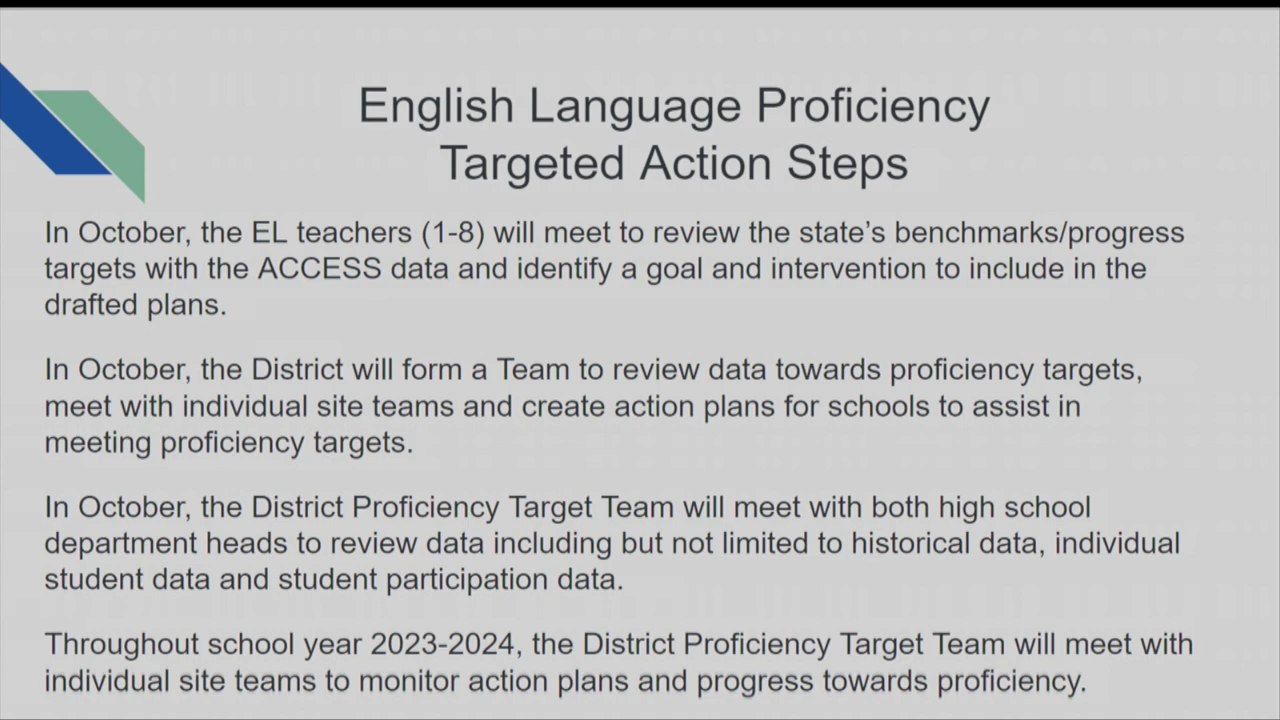 English Language Proficiency
Targeted Action Steps
In October, the EL teachers (1-8) will meet to review the state’s benchmarks/progress
targets with the ACCESS data and identify a goal and intervention to include in the
drafted plans.
In October, the District will form a Team to review data towards proficiency targets,
meet with individual site teams and create action plans for schools to assist in
meeting proficiency targets.
In October, the District Proficiency Target Team will meet with both high school
department heads to review data including but not limited to historical data, individual
student data and student participation data.
Throughout school year 2023-2024, the District Proficiency Target Team will meet with
individual site teams to monitor action plans and progress towards proficiency.